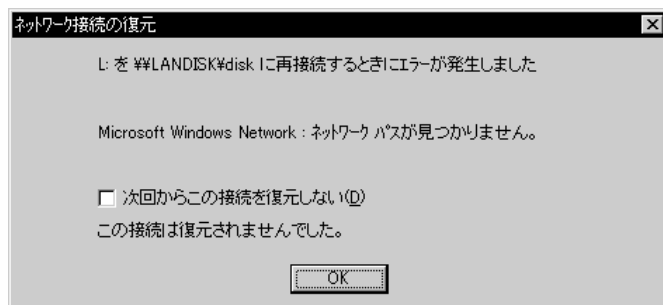 ネットワーク接続の復元
L: を ¥¥LANDISK¥disk に再接続するときにエラーが発生しました
Microsoft Windows Network : ネットワーク パスが見つかりません。
次回からこの接続を復元しない(D)
この接続は復元されませんでした。
OK